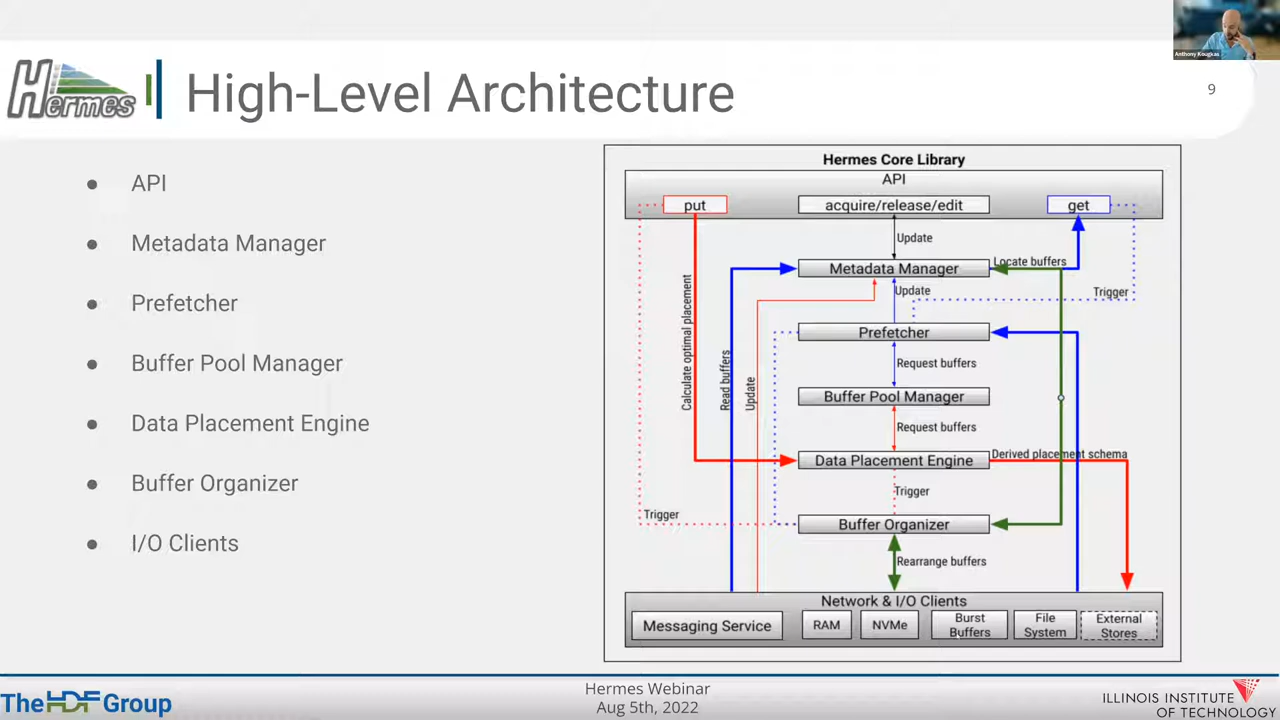 Anthony Kougkas
Hermes
High-Level Architecture
9
API
Metadata Manager
Prefetcher
Buffer Pool Manager
Data Placement Engine
Buffer Organizer
I/O Clients
Hermes Core Library
API
put
acquire/release/edit
get
Update
Locate buffers
Metadata Manager
Update
Trigger
Calculate optimal placement
Read buffers
Update
Prefetcher
Request buffers
Buffer Pool Manager
Request buffers
Data Placement Engine
Derived placement schema
Trigger
Trigger
Buffer Organizer
Rearrange buffers
Network & I/O Clients
Messaging Service
RAM
NVMe
Burst
Buffers
File
System
External
Stores
The HDF Group
Hermes Webinar
Aug 5th, 2022
ILLINOIS INSTITUTE
OF TECHNOLOGY